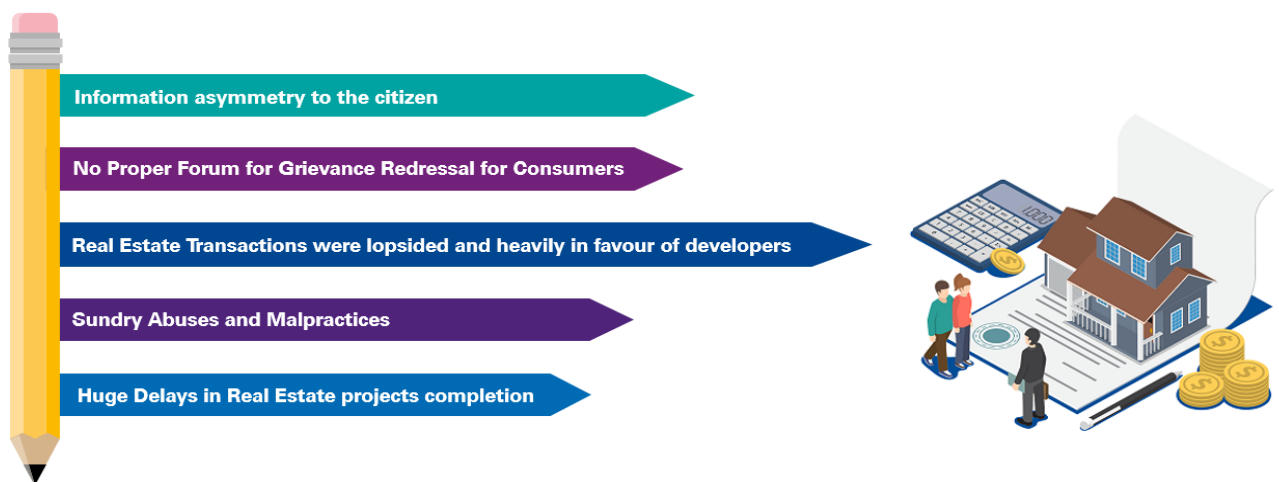 Information asymmetry to the citizen
No Proper Forum for Grievance Redressal for Consumers
Real Estate Transactions were lopsided and heavily in favour of developers
Sundry Abuses and Malpractices
Huge Delays in Real Estate projects completion